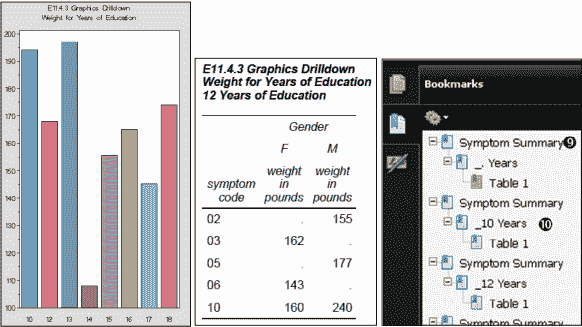 E11.4.3 Graphics Drilldown
Weight for Years of Education
200
190
180
170
160
150
140
130
120
110
100
10 12 13 14 15 16 17 18
E11.4.3 Graphics Drilldown
Weight for Years of Education
12 Years of Education
Gender
F M
weight weight
symptom in in
code pounds pounds
02 . 155
03 162 .
05 . 177
06 143 .
10 160 240
Bookmarks
Symptom Summary 9
_. Years
Table 1
Symptom Summary
_10 Years 10
Table 1
Symptom Summary
_12 Years
Table 1
Symptom Summary